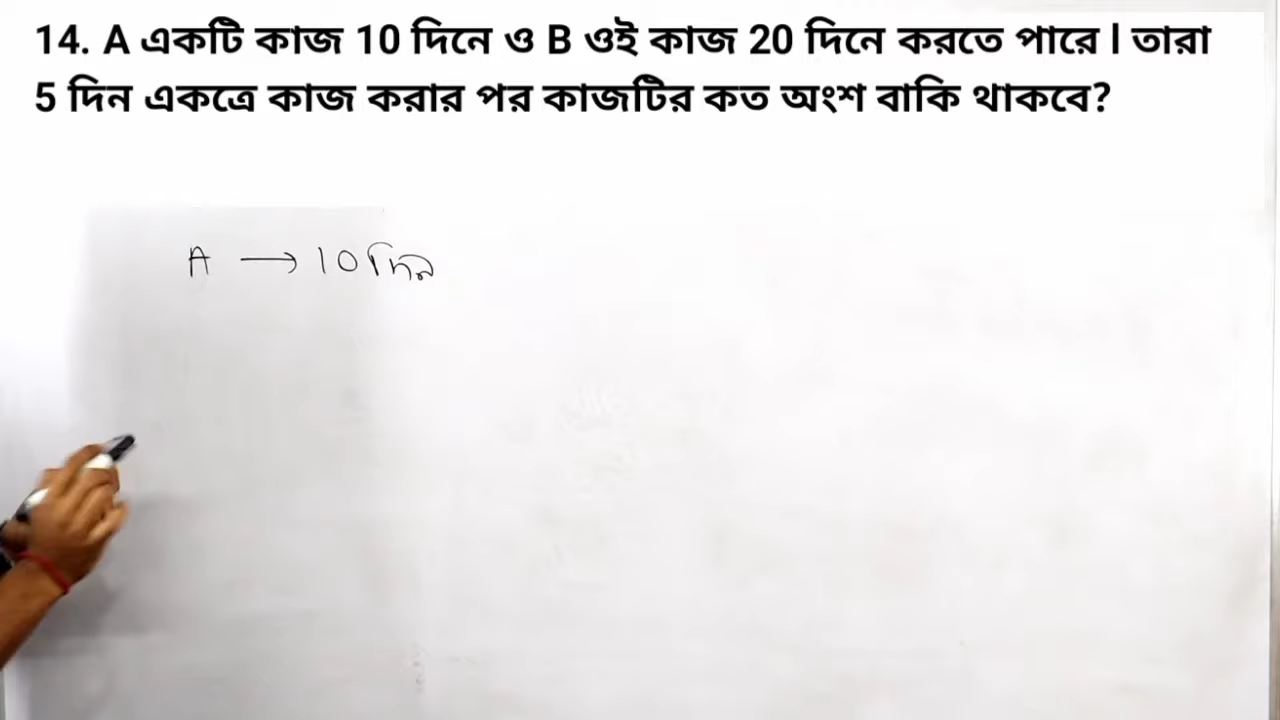 14. A একটি কাজ 10 দিনে ও B ওই কাজ 20 দিনে করতে পারে | তারা
5 দিন একত্রে কাজ করার পর কাজটির কত অংশ বাকি থাকবে?
A → 10 দিন